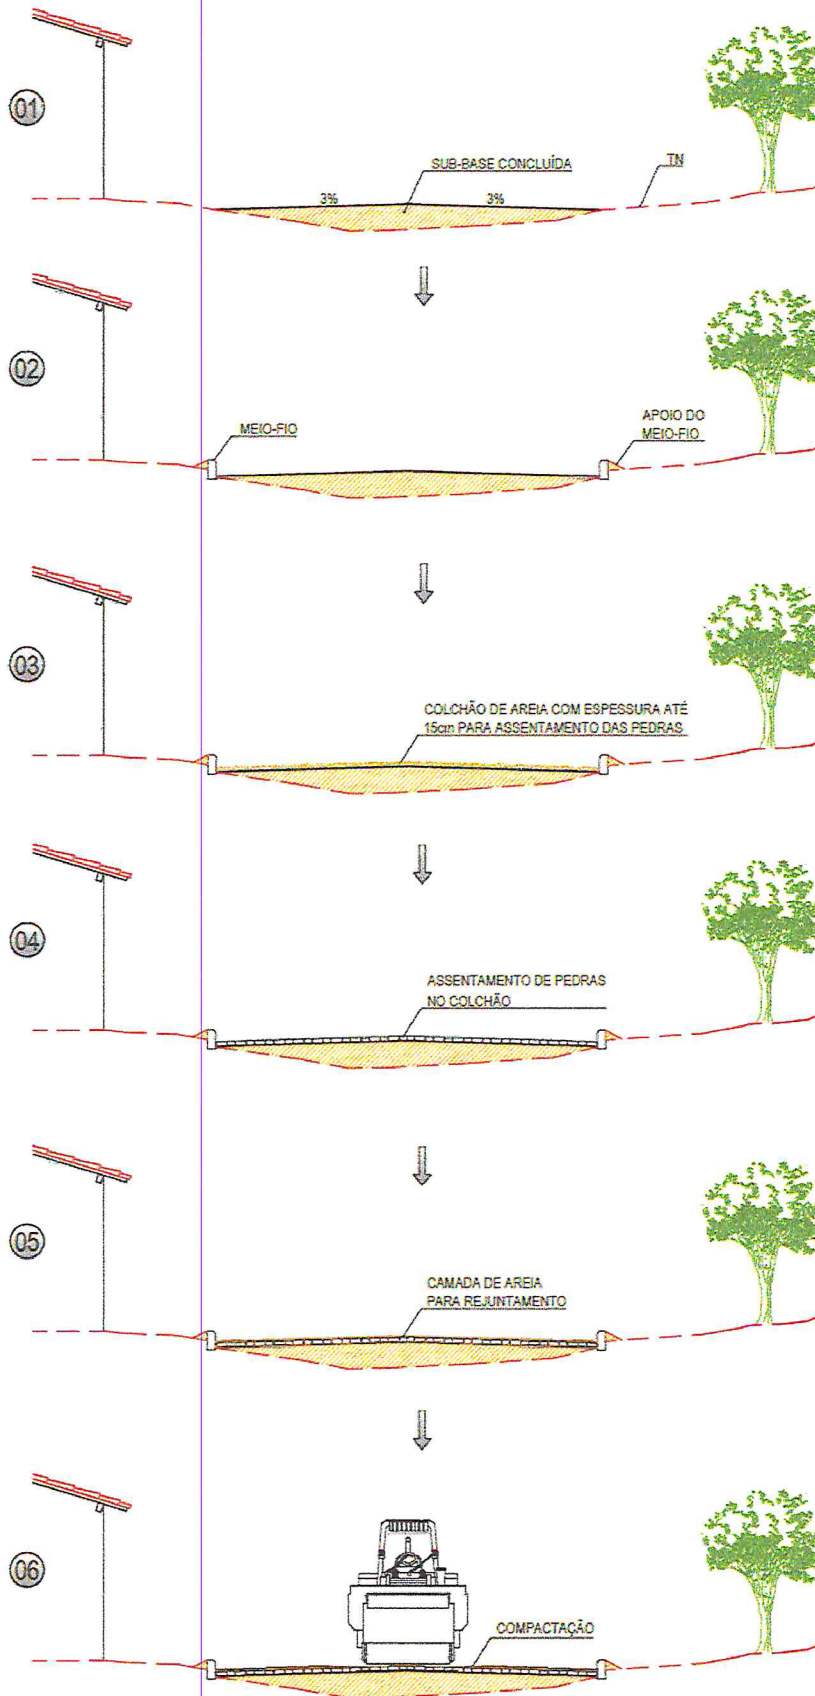 01
SUB-BASE CONCLUÍDA
TN
3%
3%
02
MEIO-FIO
APOIO DO
MEIO-FIO
03
COLCHÃO DE AREIA COM ESPESSURA ATÉ
15cm PARA ASSENTAMENTO DAS PEDRAS
04
ASSENTAMENTO DE PEDRAS
NO COLCHÃO
05
CAMADA DE AREIA
PARA REJUNTAMENTO
06
COMPACTAÇÃO